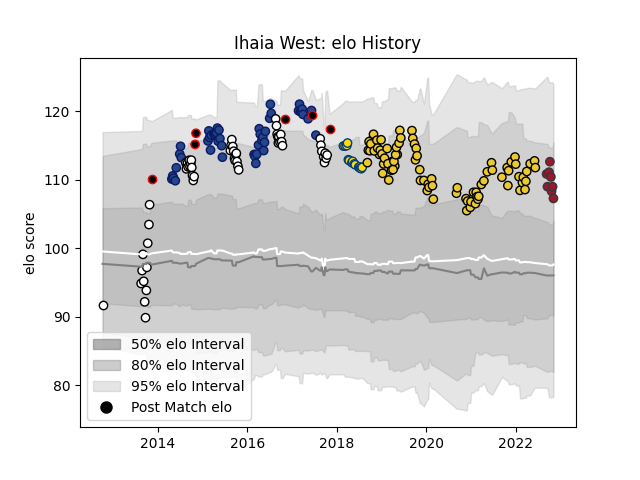 Ihaia West: elo History
elo score
120
110
100
90
80
50% elo Interval
80% elo Interval
95% elo Interval
Post Match elo
2014 2016 2018 2020 2022